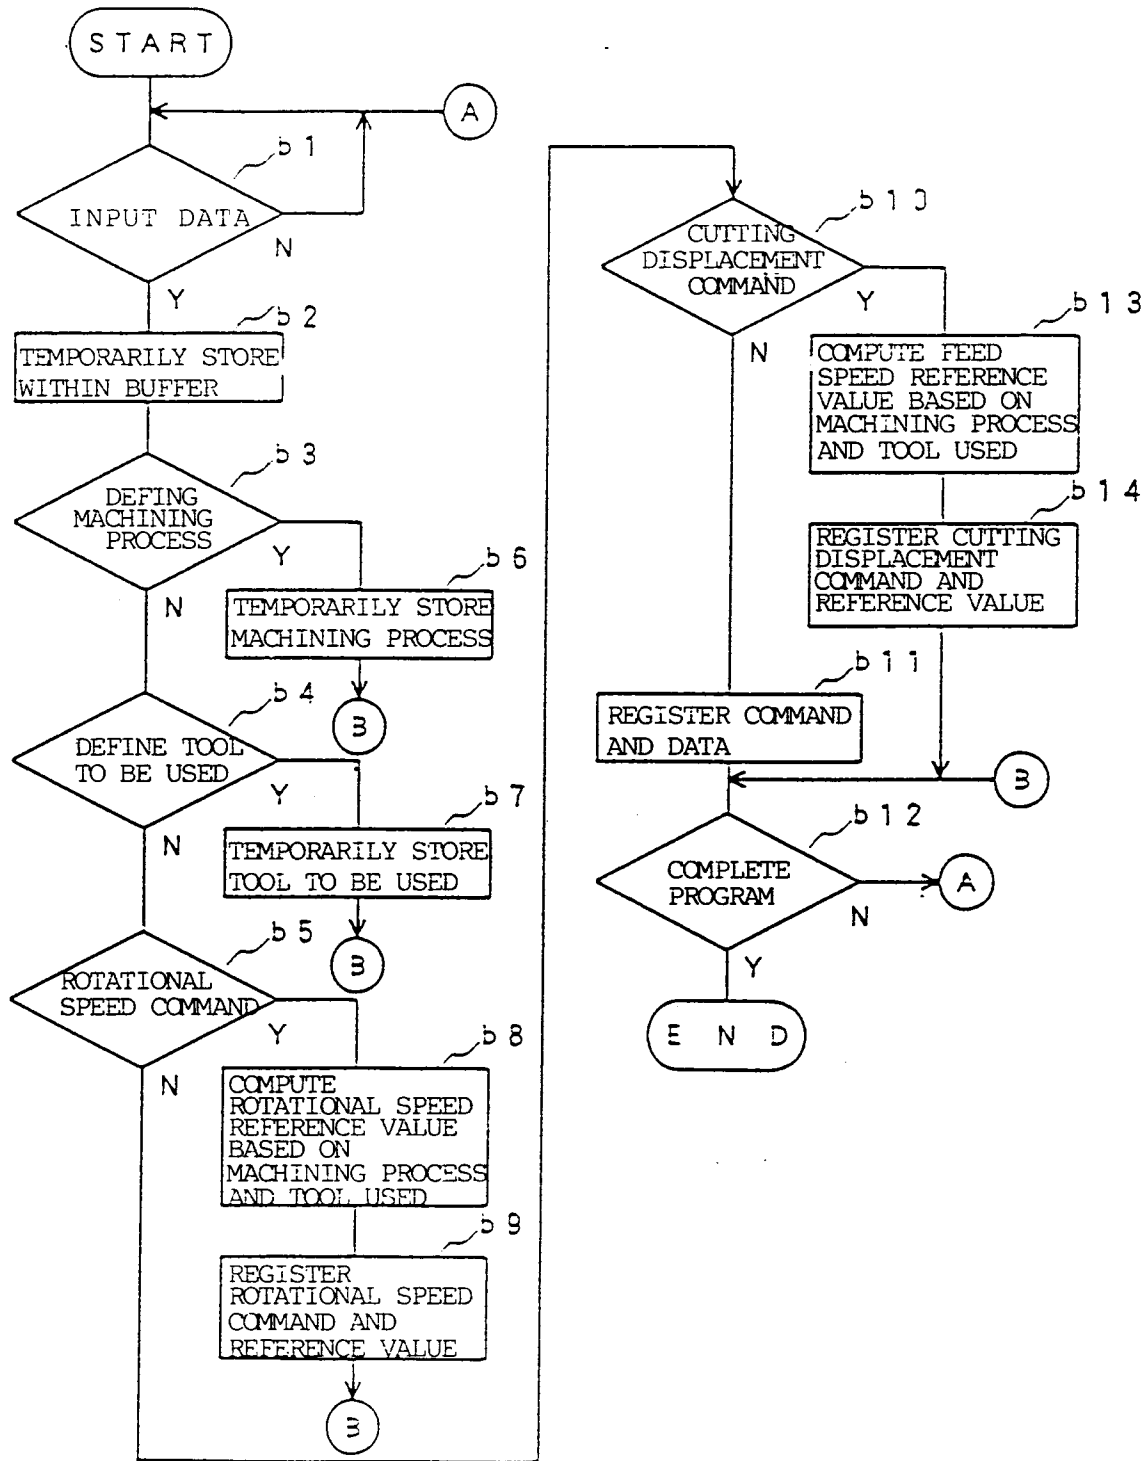 START
A
b1
INPUT DATA
N
Y
b2
TEMPORARILY STORE
WITHIN BUFFER
b3
DEFING
MACHINING
PROCESS
Y
N
b6
TEMPORARILY STORE
MACHINING PROCESS
B
b4
DEFINE TOOL
TO BE USED
Y
N
b7
TEMPORARILY STORE
TOOL TO BE USED
B
b5
ROTATIONAL
SPEED COMMAND
Y
N
b8
COMPUTE
ROTATIONAL SPEED
REFERENCE VALUE
BASED ON
MACHINING PROCESS
AND TOOL USED
b9
REGISTER
ROTATIONAL SPEED
COMMAND AND
REFERENCE VALUE
B
b10
CUTTING
DISPLACEMENT
COMMAND
Y
N
b13
COMPUTE FEED
SPEED REFERENCE
VALUE BASED ON
MACHINING PROCESS
AND TOOL USED
b14
REGISTER CUTTING
DISPLACEMENT
COMMAND AND
REFERENCE VALUE
b11
REGISTER COMMAND
AND DATA
B
b12
COMPLETE
PROGRAM
N
A
Y
END